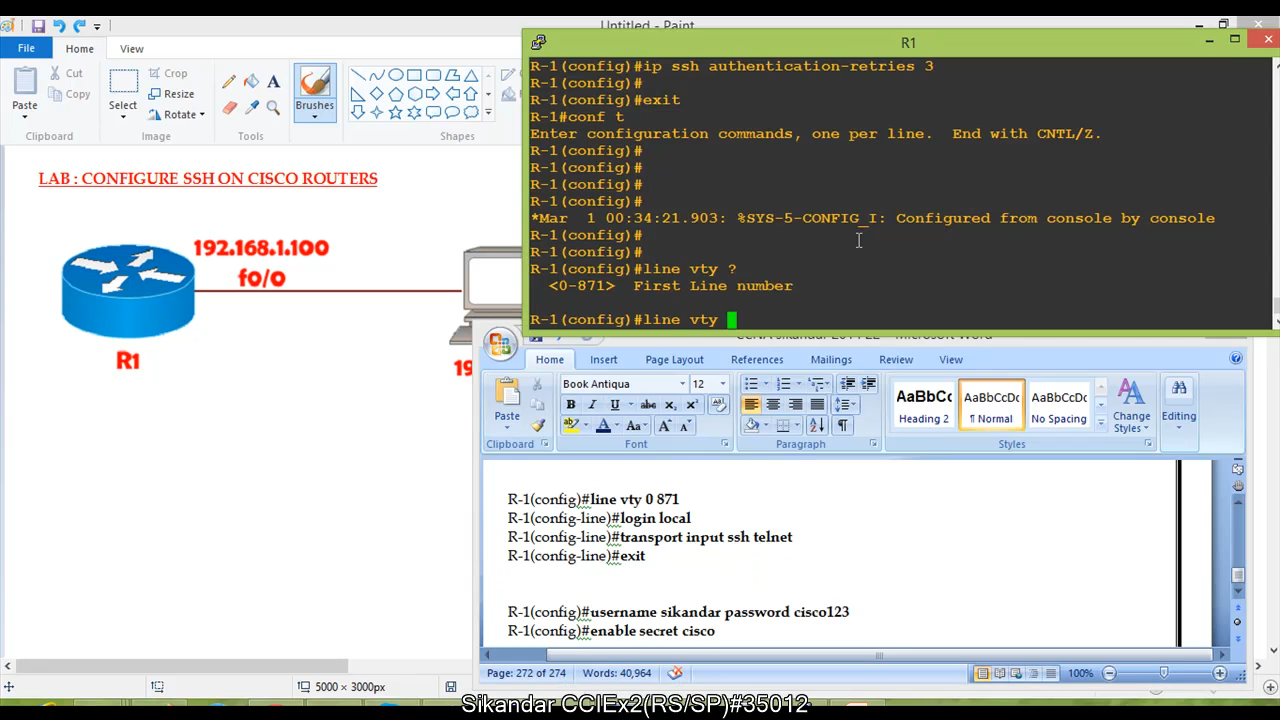 Untitled - Paint
File
Home
View
Paste
Cut
Copy
Clipboard
Select
Crop
Resize
Rotate
Image
Tools
Brushes
Shapes
LAB : CONFIGURE SSH ON CISCO ROUTERS
192.168.1.100
f0/0
R1
19
R1
R-1(config)#ip ssh authentication-retries 3
R-1(config)#
R-1(config)#exit
R-1#conf t
Enter configuration commands, one per line.  End with CNTL/Z.
R-1(config)#
R-1(config)#
R-1(config)#
R-1(config)#
*Mar  1 00:34:21.903: %SYS-5-CONFIG_I: Configured from console by console
R-1(config)#
R-1(config)#
R-1(config)#line vty ?
<0-871>  First Line number
R-1(config)#line vty
Home
Insert
Page Layout
References
Mailings
Review
View
Paste
Clipboard
Book Antiqua
12
Font
Paragraph
AaBbCc
Heading 2
AaBbCcDc
¶ Normal
AaBbCcDc
No Spacing
Change
Styles
Styles
Editing
R-1(config)#line vty 0 871
R-1(config-line)#login local
R-1(config-line)#transport input ssh telnet
R-1(config-line)#exit
R-1(config)#username sikandar password cisco123
R-1(config)#enable secret cisco
Page: 272 of 274
Words: 40,964
100%
5000 × 3000px
Sikandar CCIEx2(RS/SP)#35012